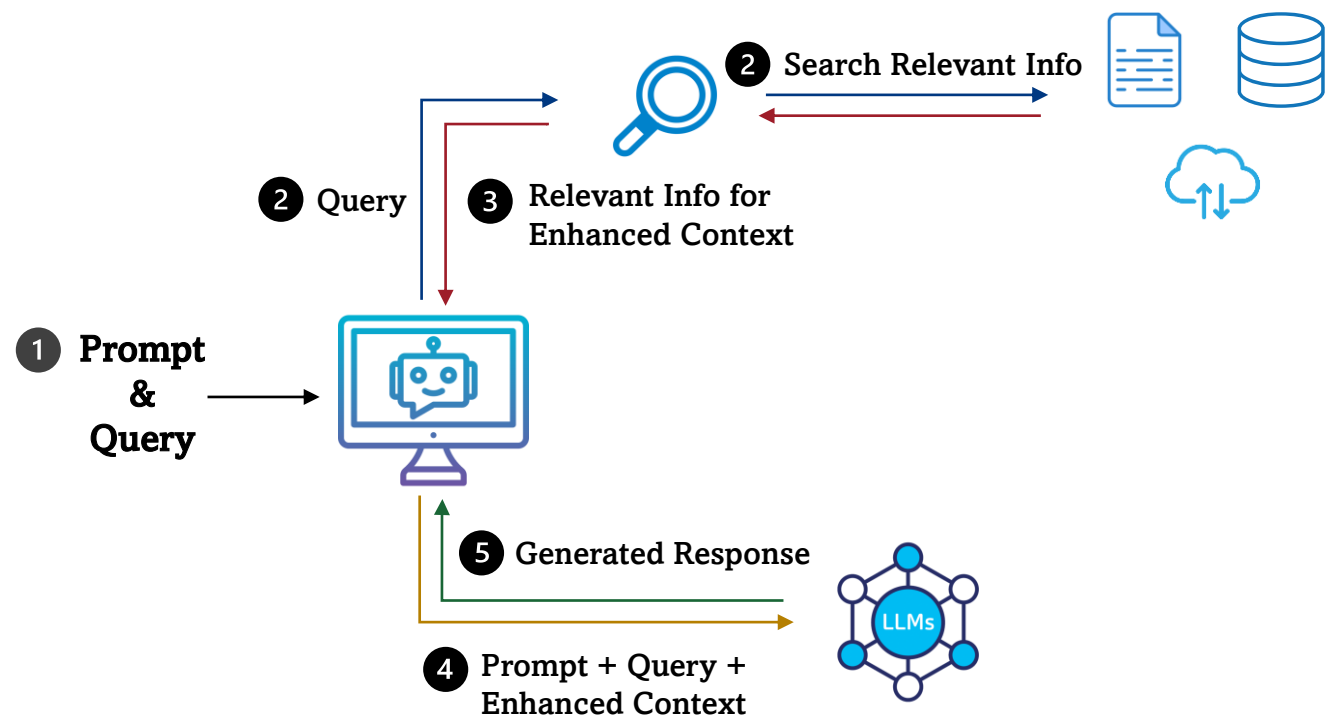 2 Search Relevant Info
2 Query
3 Relevant Info for
Enhanced Context
1 Prompt
&
Query
5 Generated Response
LLMs
4 Prompt + Query +
Enhanced Context